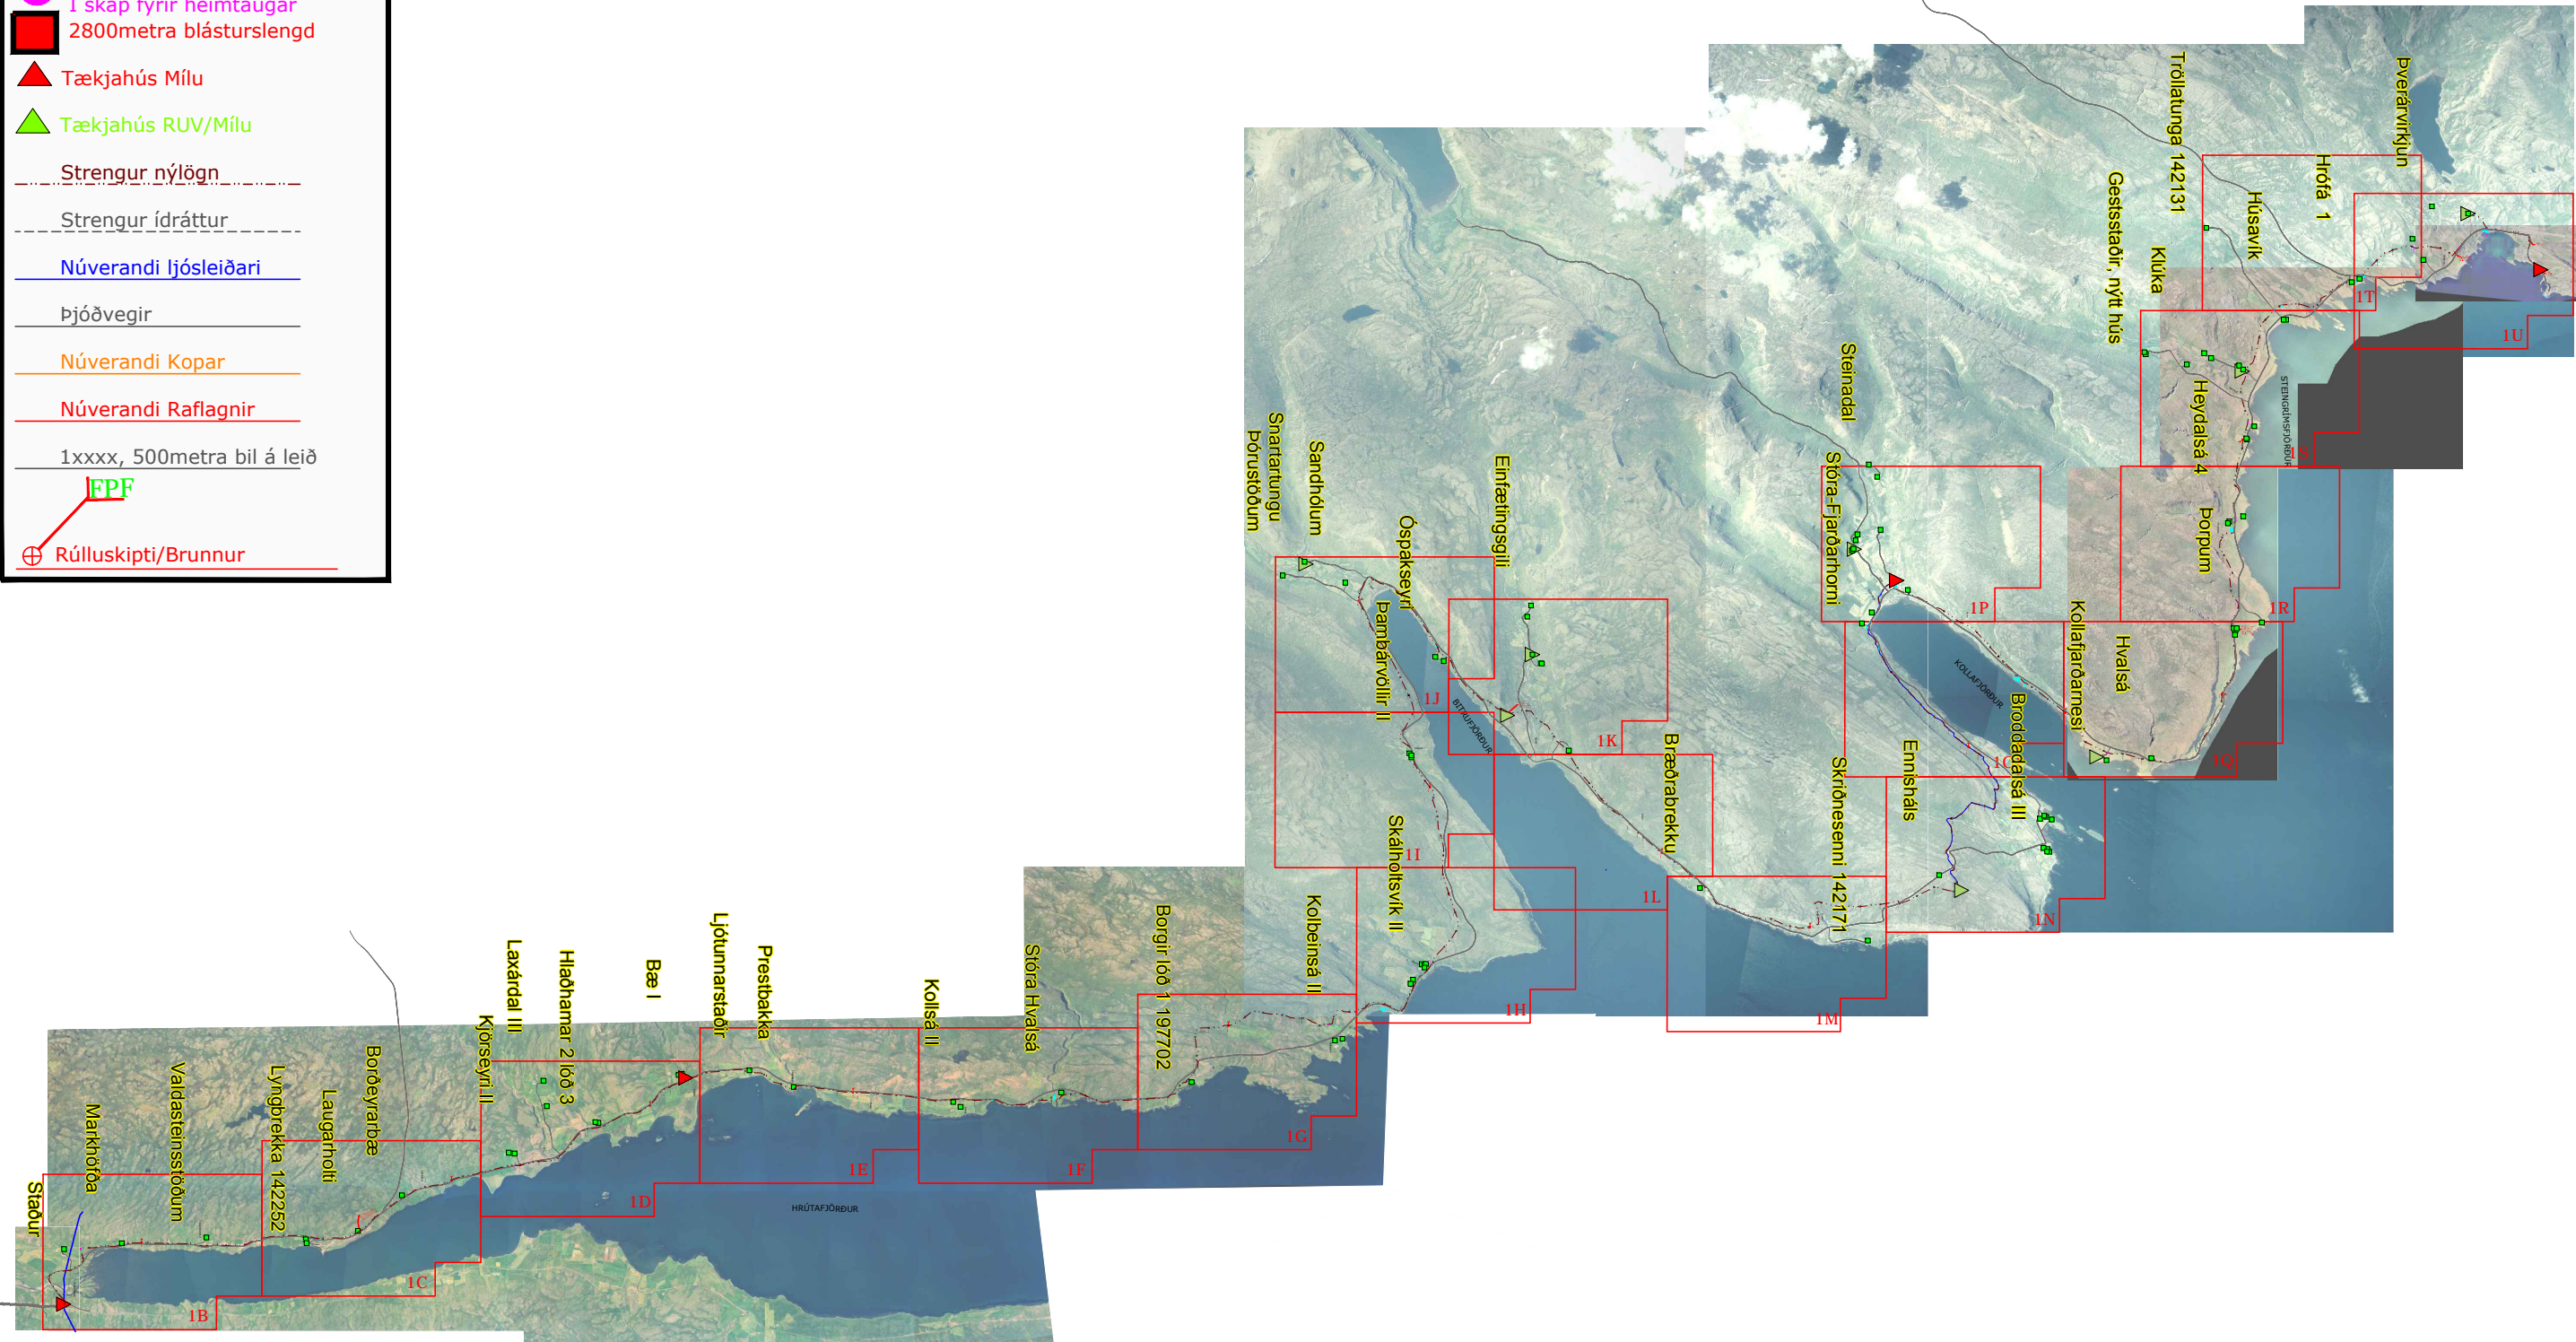 Í skáp fyrir heimtaugar
2800metra blásturslengd
Tækjahús Mílu
Tækjahús RUV/Mílu
Strengur nýlögn
Strengur ídráttur
Núverandi ljósleiðari
Þjóðvegir
Núverandi Kopar
Núverandi Raflagnir
1xxxx, 500metra bil á leið
FPF
Rúlluskipti/Brunnur
Staður
Markhöfða
Valdasteinsstöðum
Lyngbrekka 142252
Laugarholti
Borðeyrarbæ
Kjörseyri II
Laxárdal III
Hlaðhamar 2 lóð 3
Bæ I
Ljótunnarstaðir
Prestbakka
Kollsá II
Stóra Hvalsá
Borgir lóð 1 197702
Kolbeinsá II
Skálholtsvík II
Þambárvöllir II
Þórustöðum
Snartartungu
Sandhólum
Óspakseyri
Einfætingsgili
Bræðrabrekku
Skriðnesenni 142171
Ennisháls
Broddadalsá III
Stóra-Fjarðarhorni
Steinadal
Kollafjarðarnesi
Hvalsá
Þorpum
Heydalsá 4
Gestsstaðir, nýtt hús
Klúka
Tröllatunga 142131
Húsavík
Hrófá 1
Þverárvirkjun
HRÚTAFJÖRÐUR
BITRUFJÖRÐUR
KOLLAFJÖRÐUR
STEINGRÍMSFJÖRÐUR
1B
1C
1D
1E
1F
1G
1H
1I
1J
1K
1L
1M
1N
1P
1Q
1R
1S
1T
1U